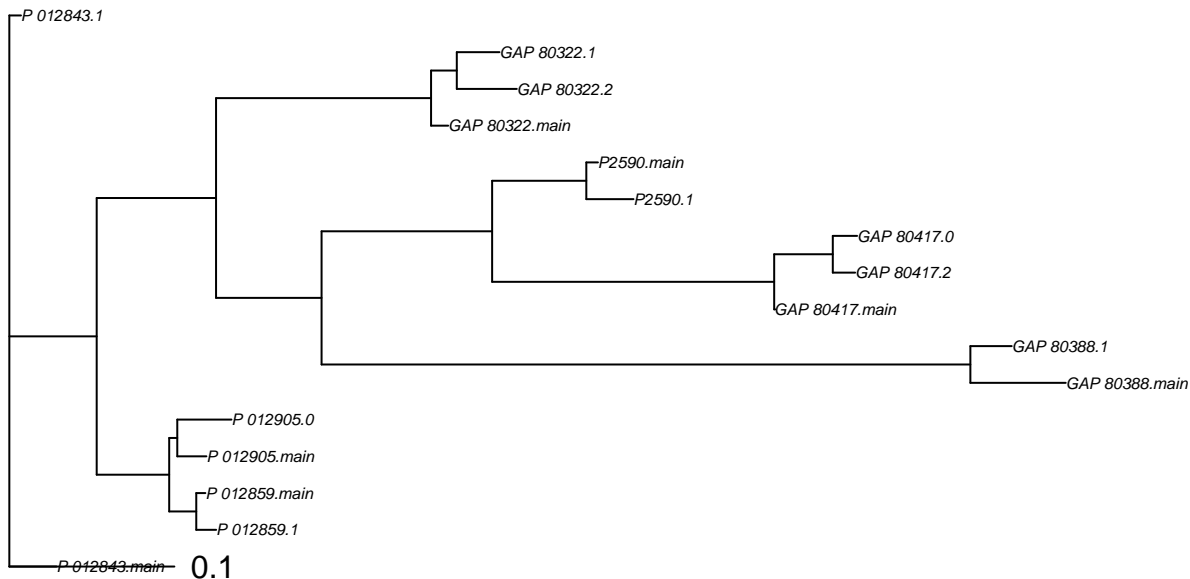 P 012843.1
GAP 80322.1
GAP 80322.2
GAP 80322.main
P2590.main
P2590.1
GAP 80417.0
GAP 80417.2
GAP 80417.main
GAP 80388.1
GAP 80388.main
P 012905.0
P 012905.main
P 012859.main
P 012859.1
P 012843.main 0.1